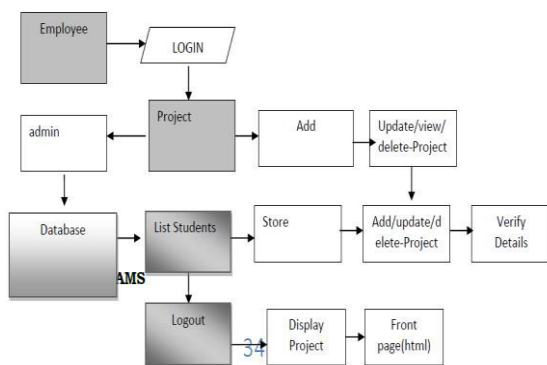 Employee
LOGIN
admin
Project
Add
Update/view/
delete-Project
Database
List Students
Store
Add/update/d
elete-Project
Verify
Details
AMS
Logout
34
Display
Project
Front
page(html)